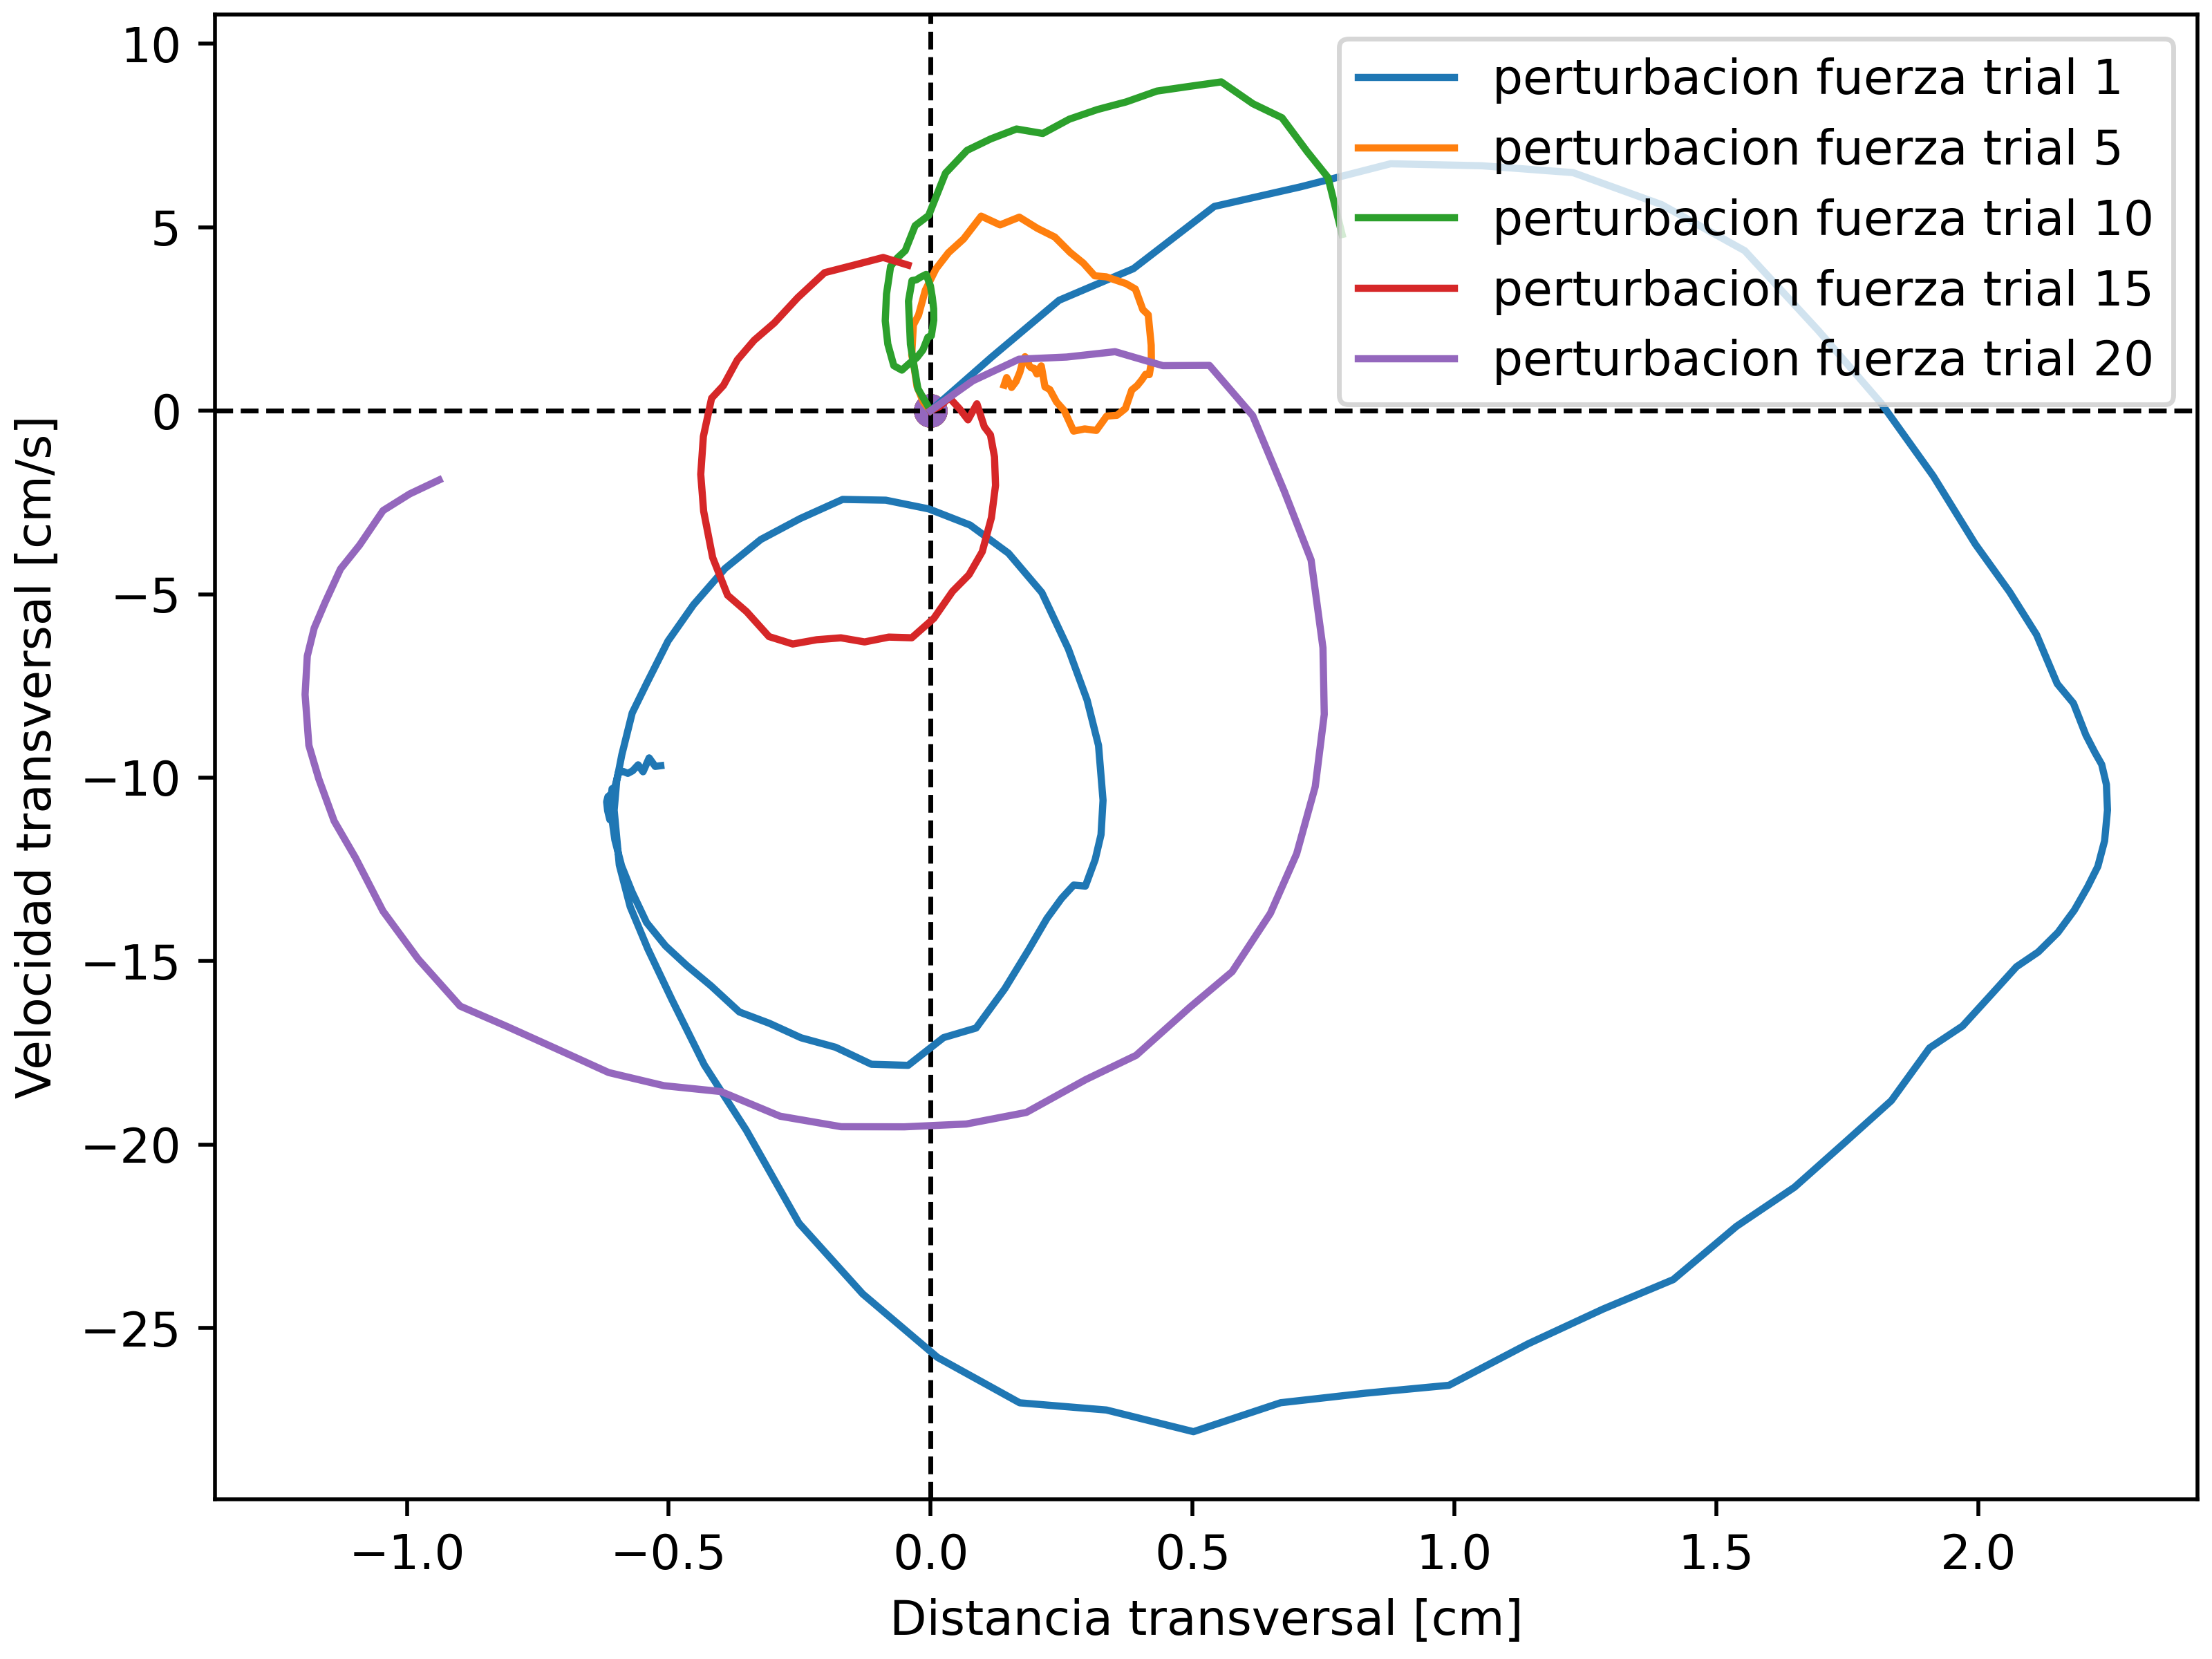 10
5
0
−5
−10
−15
−20
−25
Velocidad transversal [cm/s]
perturbacion fuerza trial 1
perturbacion fuerza trial 5
perturbacion fuerza trial 10
perturbacion fuerza trial 15
perturbacion fuerza trial 20
−1.0 −0.5 0.0 0.5 1.0 1.5 2.0
Distancia transversal [cm]